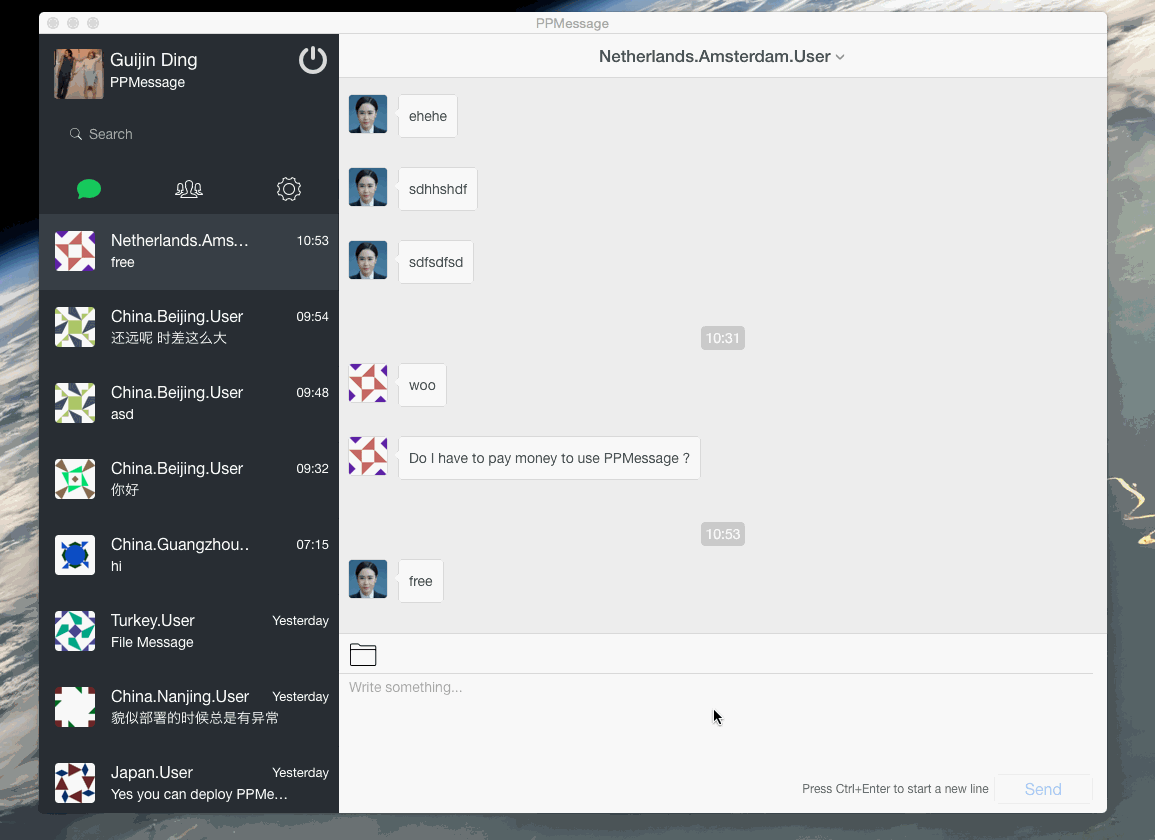 PPMessage
Guijin Ding
PPMessage
Search
Netherlands.Ams…
10:53
free
China.Beijing.User
09:54
还远呢 时差这么大
China.Beijing.User
09:48
asd
China.Beijing.User
09:32
你好
China.Guangzhou..
07:15
hi
Turkey.User
Yesterday
File Message
China.Nanjing.User
Yesterday
貌似部署的时候总是有异常
Japan.User
Yesterday
Yes you can deploy PPMe…
Netherlands.Amsterdam.User
ehehe
sdhhshdf
sdfsdfsd
10:31
woo
Do I have to pay money to use PPMessage ?
10:53
free
Write something...
Press Ctrl+Enter to start a new line
Send